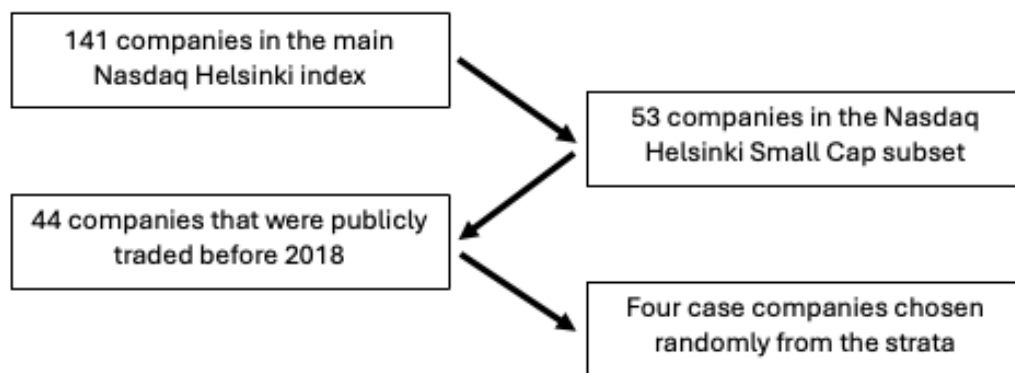 141 companies in the main
Nasdaq Helsinki index
53 companies in the Nasdaq
Helsinki Small Cap subset
44 companies that were publicly
traded before 2018
Four case companies chosen
randomly from the strata